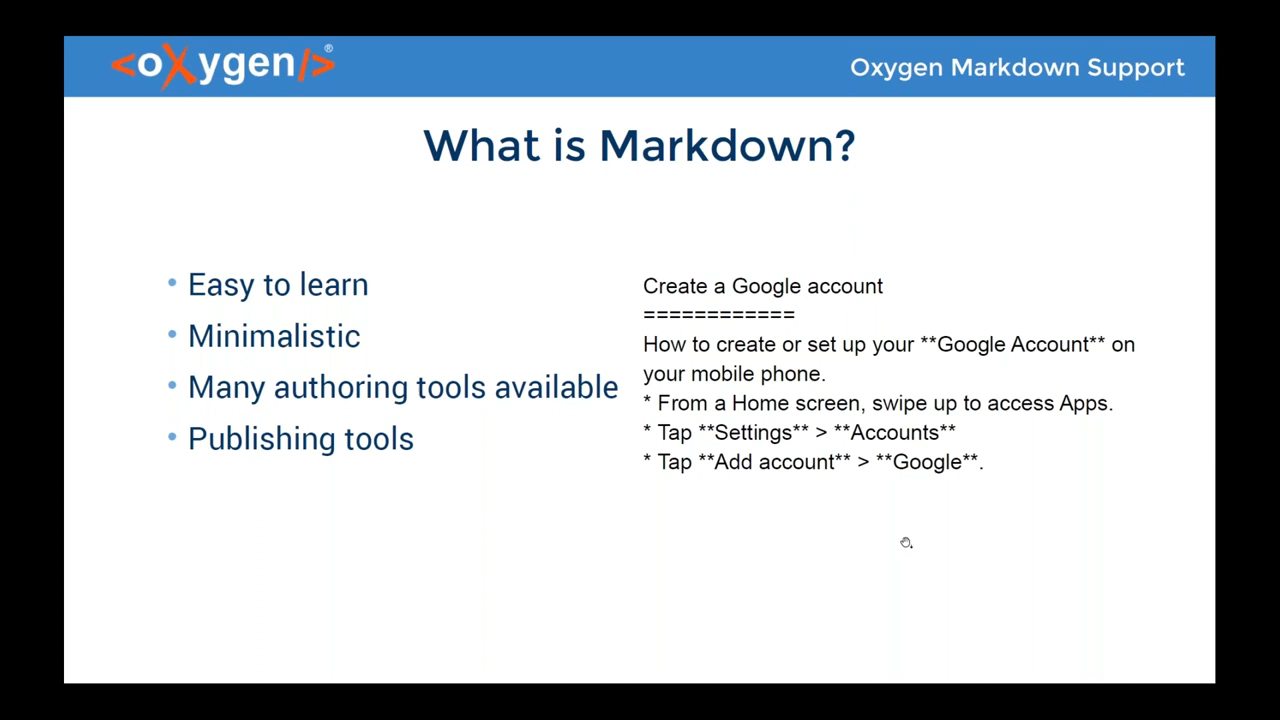 <oXygen/>®
Oxygen Markdown Support
What is Markdown?
• Easy to learn
• Minimalistic
• Many authoring tools available
• Publishing tools
Create a Google account
============
How to create or set up your **Google Account** on
your mobile phone.
* From a Home screen, swipe up to access Apps.
* Tap **Settings** > **Accounts**
* Tap **Add account** > **Google**.